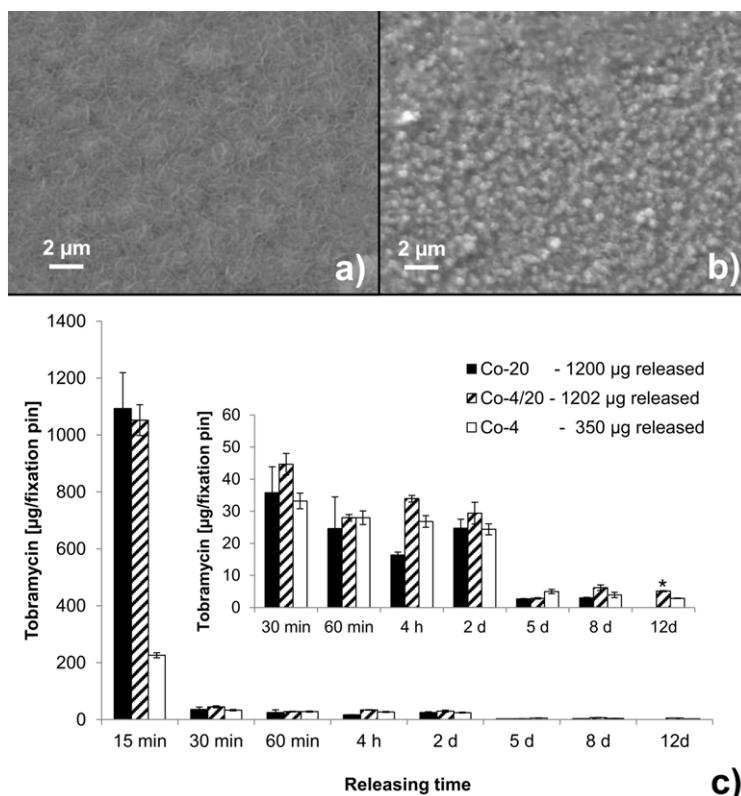 2 µm
a)
2 µm
b)
Tobramycin [µg/fixation pin]
1400
1200
1000
800
600
400
200
0
Co-20 - 1200 µg released
Co-4/20 - 1202 µg released
Co-4 - 350 µg released
Tobramycin [µg/fixation pin]
60
50
40
30
20
10
0
*
30 min 60 min 4 h 2 d 5 d 8 d 12d
15 min 30 min 60 min 4 h 2 d 5 d 8 d 12d
Releasing time
c)